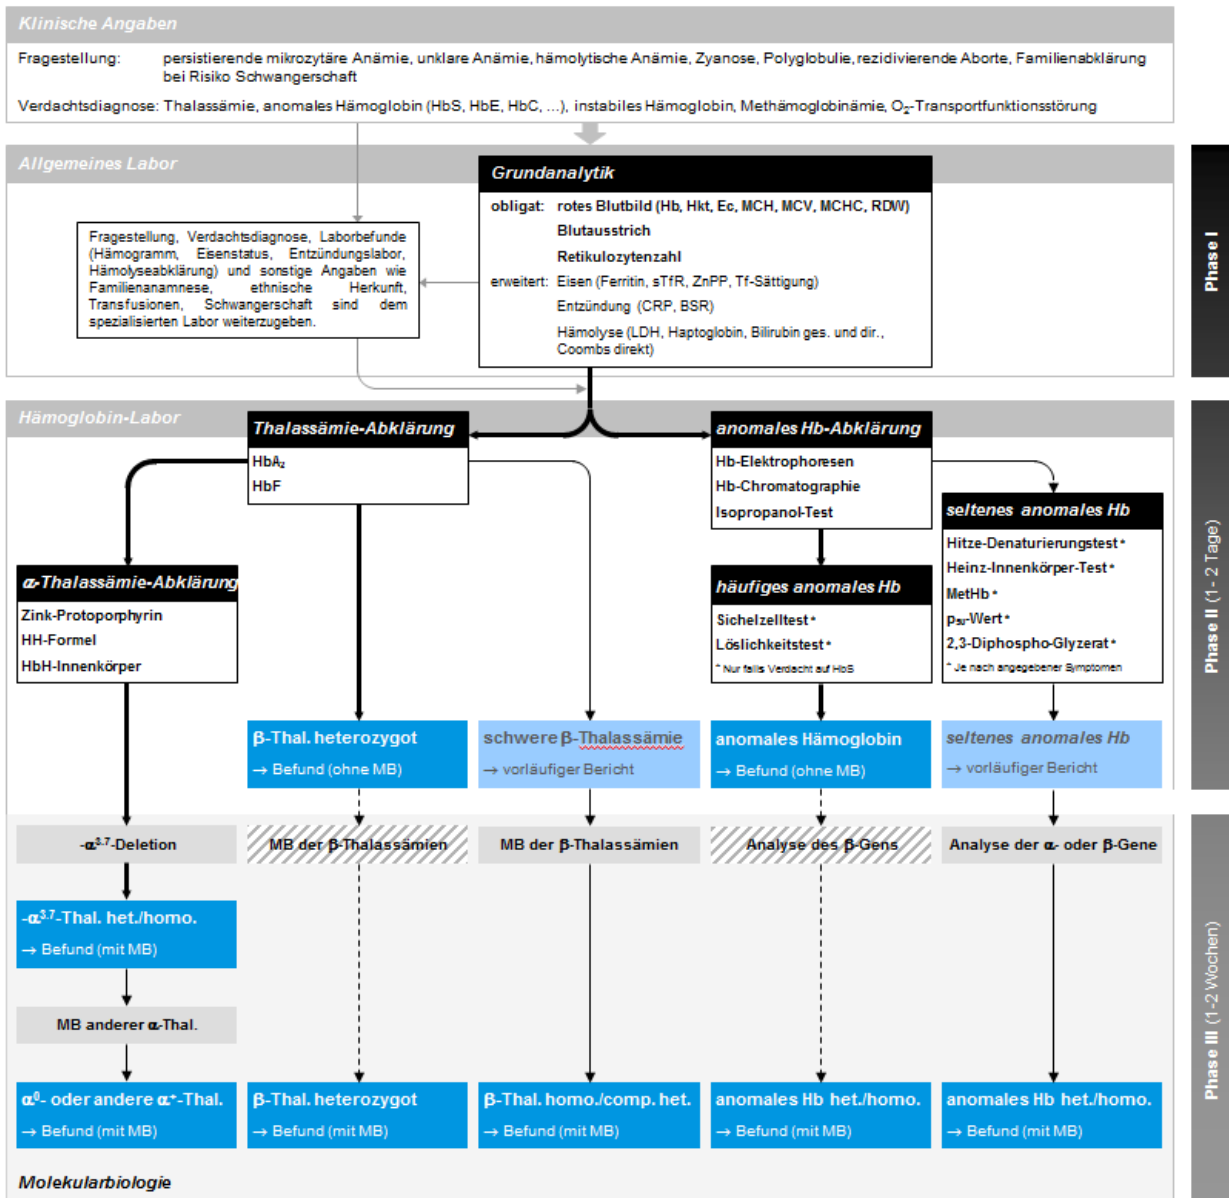 Klinische Angaben
Fragestellung: persistierende mikrozytäre Anämie, unklare Anämie, hämolytische Anämie, Zyanose, Polyglobulie, rezidivierende Aborte, Familienabklärung
bei Risiko Schwangerschaft
Verdachtsdiagnose: Thalassämie, anomales Hämoglobin (HbS, HbE, HbC, ...), instabiles Hämoglobin, Methämoglobinämie, O₂-Transportfunktionsstörung
Allgemeines Labor
Grundanalytik
obligat: rotes Blutbild (Hb, Hkt, Ec, MCH, MCV, MCHC, RDW)
Blutausstrich
Retikulozytenzahl
erweitert: Eisen (Ferritin, sTfR, ZnPP, Tf-Sättigung)
Entzündung (CRP, BSR)
Hämolyse (LDH, Haptoglobin, Bilirubin ges. und dir.,
Coombs direkt)
Fragestellung, Verdachtsdiagnose, Laborbefunde
(Hämogramm, Eisenstatus, Entzündungslabor,
Hämolyseabklärung) und sonstige Angaben wie
Familienanamnese, ethnische Herkunft,
Transfusionen, Schwangerschaft sind dem
spezialisierten Labor weiterzugeben.
Phase I
Hämoglobin-Labor
Thalassämie-Abklärung
HbA₂
HbF
anomales Hb-Abklärung
Hb-Elektrophoresen
Hb-Chromatographie
Isopropanol-Test
seltenes anomales Hb
Hitze-Denaturierungstest*
Heinz-Innenkörper-Test*
MetHb*
p₅₀-Wert*
2,3-Diphospho-Glyzerat*
* Je nach angegebener Symptomen
α-Thalassämie-Abklärung
Zink-Protoporphyrin
HH-Formel
HbH-Innenkörper
häufiges anomales Hb
Sichelzelltest*
Löslichkeitstest*
* Nur falls Verdacht auf HbS
β-Thal. heterozygot
→ Befund (ohne MB)
schwere β-Thalassämie
→ vorläufiger Bericht
anomales Hämoglobin
→ Befund (ohne MB)
seltenes anomales Hb
→ vorläufiger Bericht
Phase II (1- 2 Tage)
-α³·⁷-Deletion
MB der β-Thalassämien
MB der β-Thalassämien
Analyse des β-Gens
Analyse der α- oder β-Gene
-α³·⁷-Thal. het./homo.
→ Befund (mit MB)
MB anderer α-Thal.
α⁰- oder andere α⁺-Thal.
→ Befund (mit MB)
β-Thal. heterozygot
→ Befund (mit MB)
β-Thal. homo./comp. het.
→ Befund (mit MB)
anomales Hb het./homo.
→ Befund (mit MB)
anomales Hb het./homo.
→ Befund (mit MB)
Phase III (1-2 Wochen)
Molekularbiologie